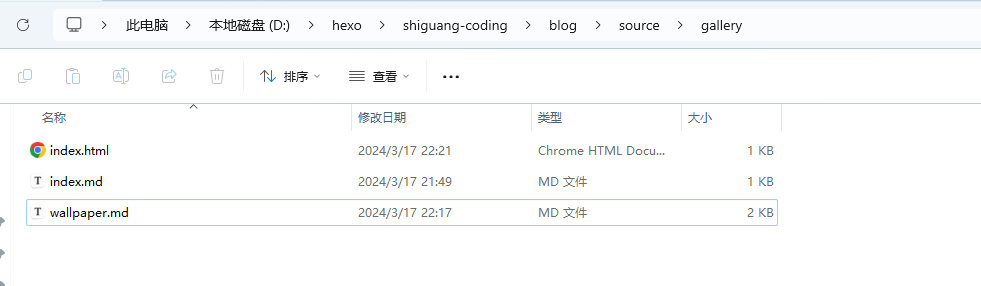 此电脑 > 本地磁盘 (D:) > hexo > shiguang-coding > blog > source > gallery
排序 查看 ...
名称 修改日期 类型 大小
index.html 2024/3/17 22:21 Chrome HTML Docu... 1 KB
index.md 2024/3/17 21:49 MD 文件 1 KB
wallpaper.md 2024/3/17 22:17 MD 文件 2 KB